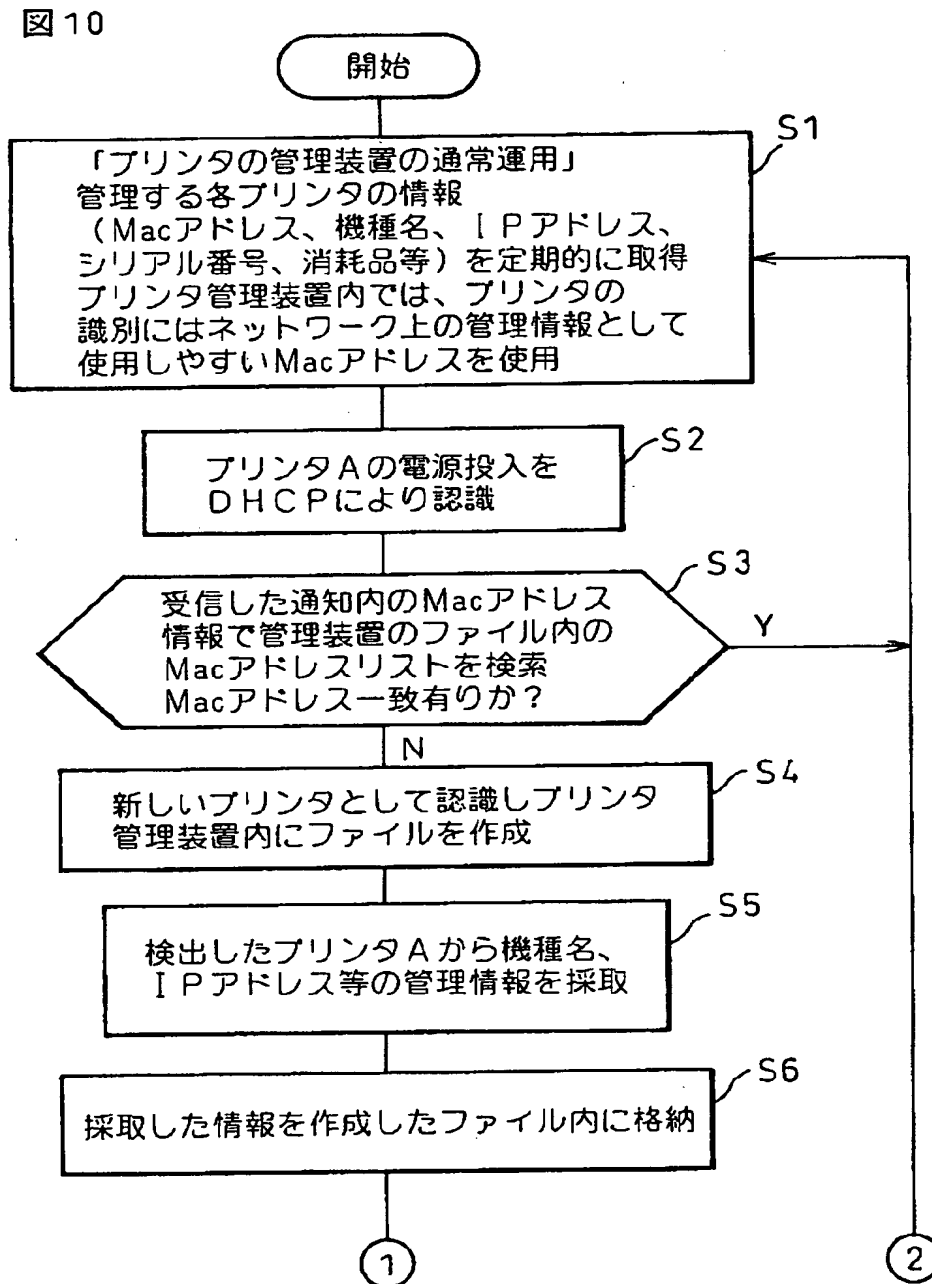 図10
開始
S1
「プリンタの管理装置の通常運用」
管理する各プリンタの情報
(Macアドレス、機種名、IPアドレス、
シリアル番号、消耗品等)を定期的に取得
プリンタ管理装置内では、プリンタの
識別にはネットワーク上の管理情報として
使用しやすいMacアドレスを使用
S2
プリンタAの電源投入を
DHCPにより認識
S3
受信した通知内のMacアドレス
情報で管理装置のファイル内の
Macアドレスリストを検索
Macアドレス一致有りか?
Y
N
S4
新しいプリンタとして認識しプリンタ
管理装置内にファイルを作成
S5
検出したプリンタAから機種名、
IPアドレス等の管理情報を採取
S6
採取した情報を作成したファイル内に格納
1
2